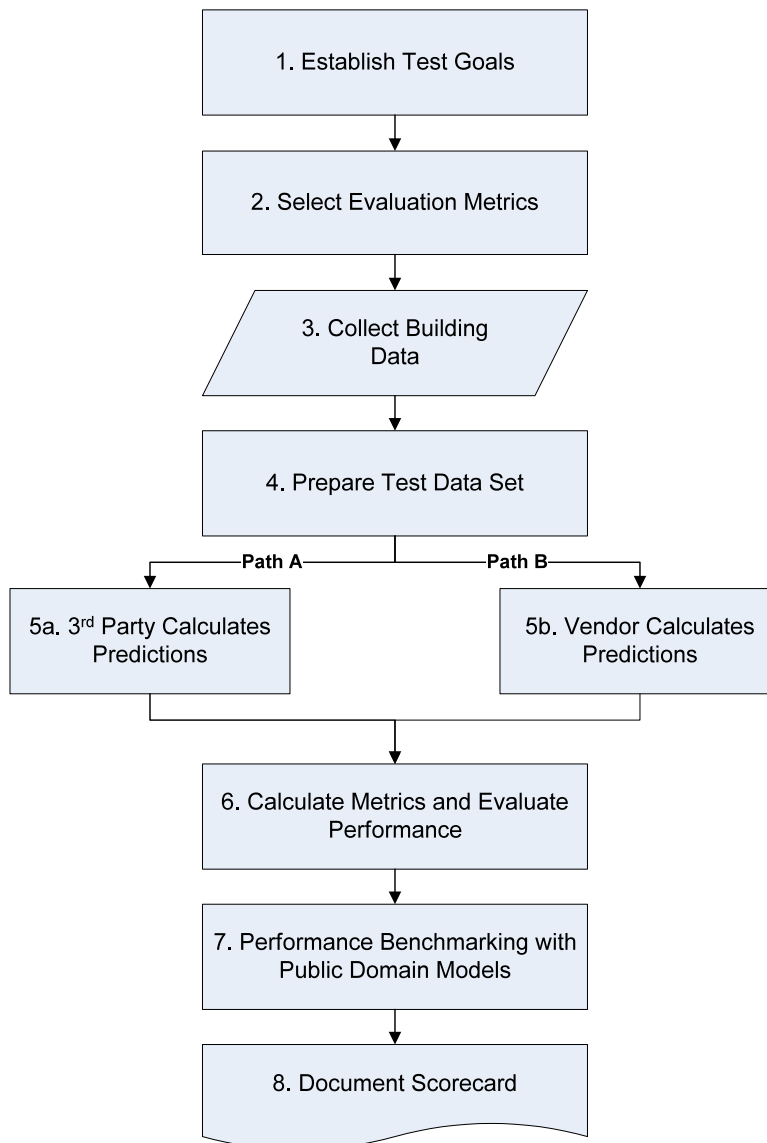 1. Establish Test Goals
2. Select Evaluation Metrics
3. Collect Building
Data
4. Prepare Test Data Set
Path A
Path B
5a. 3rd Party Calculates
Predictions
5b. Vendor Calculates
Predictions
6. Calculate Metrics and Evaluate
Performance
7. Performance Benchmarking with
Public Domain Models
8. Document Scorecard